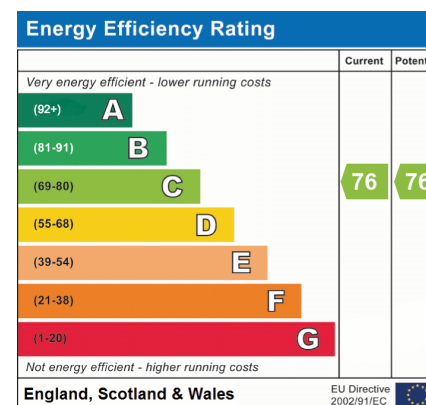 Energy Efficiency Rating
Current Potent
Very energy efficient - lower running costs
(92+) A
(81-91) B
(69-80) C 76 76
(55-68) D
(39-54) E
(21-38) F
(1-20) G
Not energy efficient - higher running costs
England, Scotland & Wales
EU Directive
2002/91/EC